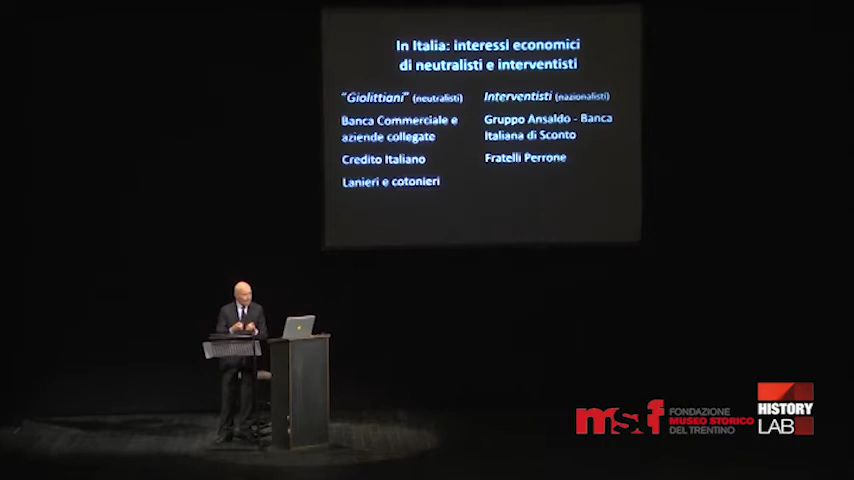 In Italia: interessi economici
di neutralisti e interventisti
"Giolittiani" (neutralisti)
Banca Commerciale e
aziende collegate
Credito Italiano
Lanieri e cotonieri
Interventisti (nazionalisti)
Gruppo Ansaldo - Banca
Italiana di Sconto
Fratelli Perrone
msf
FONDAZIONE
MUSEO STORICO
DEL TRENTINO
HISTORY
LAB